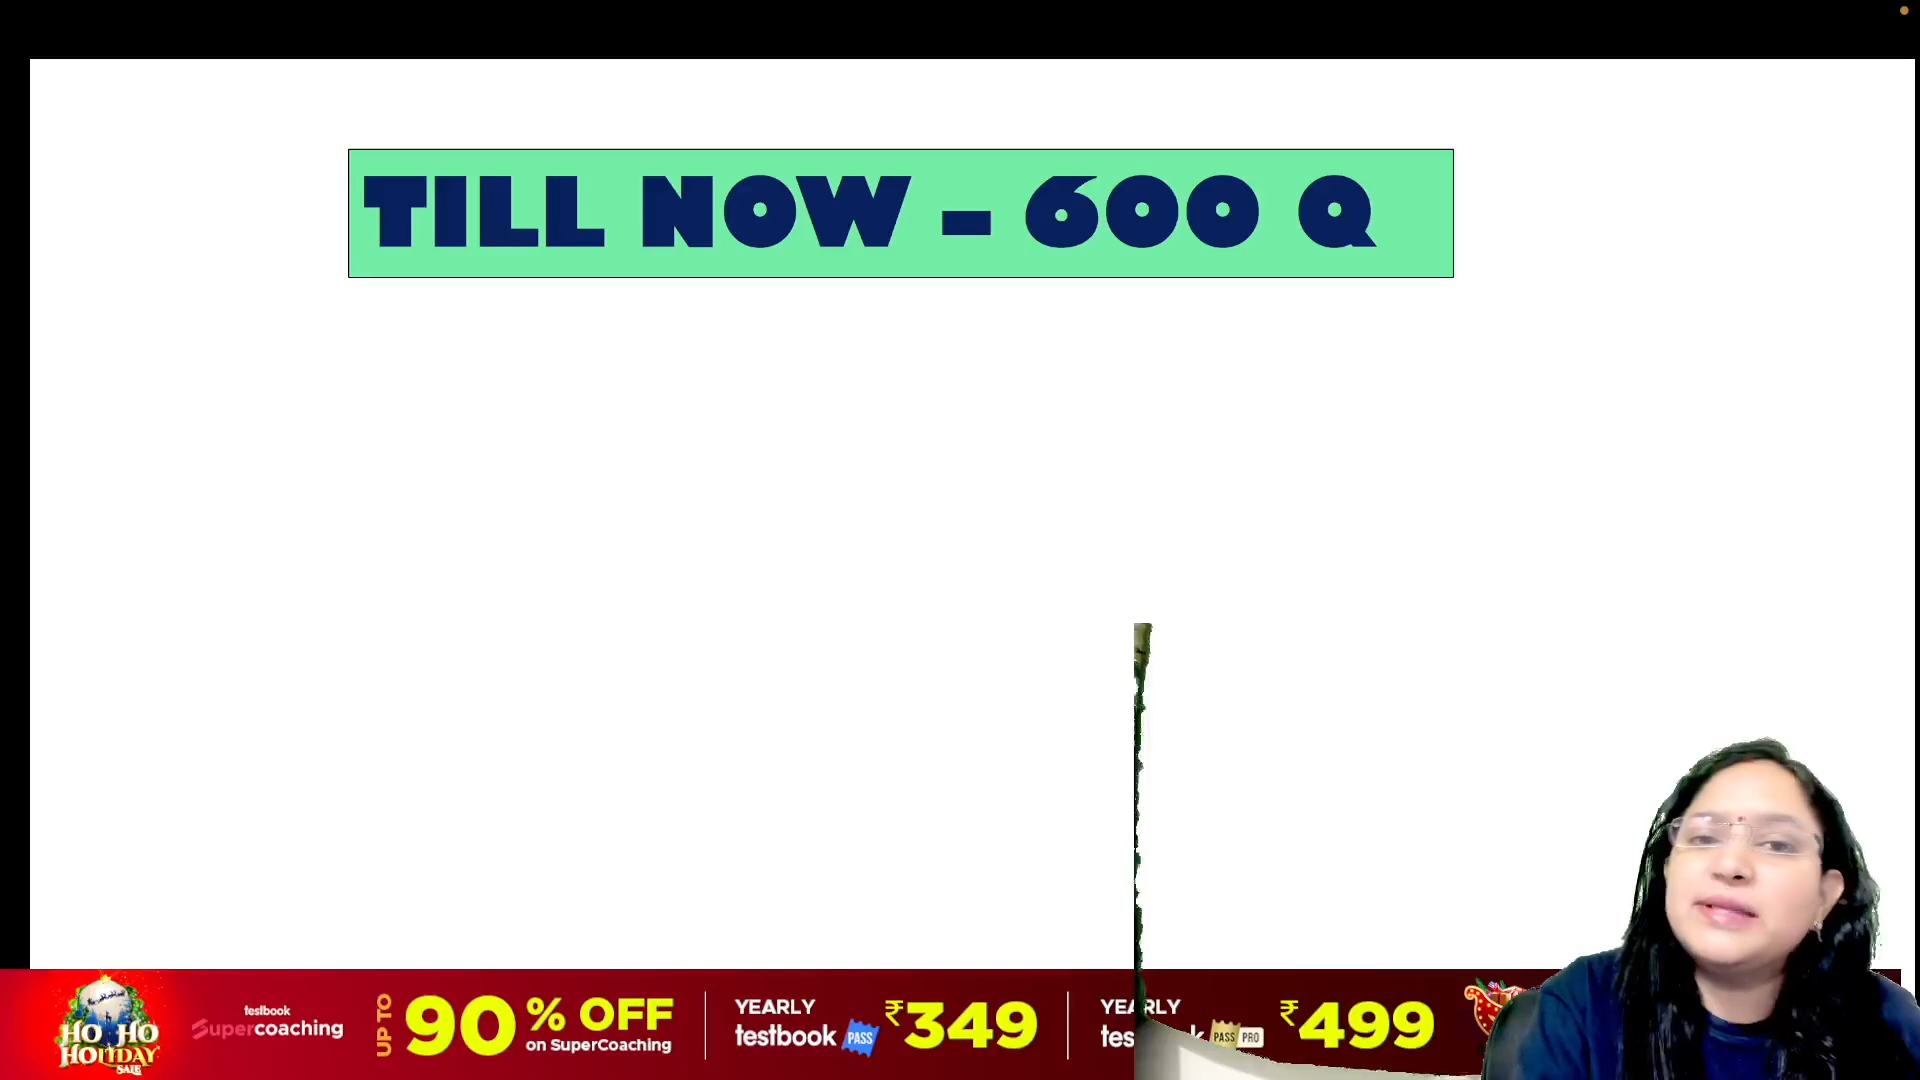 TILL NOW - 600 Q
HO HO
HOLIDAY
SALE
testbook
Supercoaching
UP TO
90% OFF
on SuperCoaching
YEARLY
testbook PASS
₹349
YEARLY
tes
PASS PRO
₹499